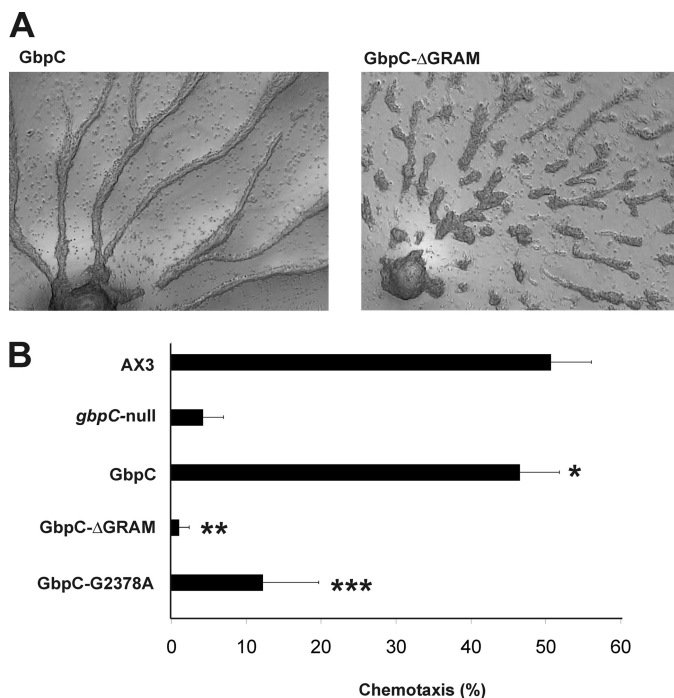 A
GbpC
GbpC-ΔGRAM
B
AX3
gbpC-null
GbpC
*
GbpC-ΔGRAM
**
GbpC-G2378A
***
0 10 20 30 40 50 60
Chemotaxis (%)